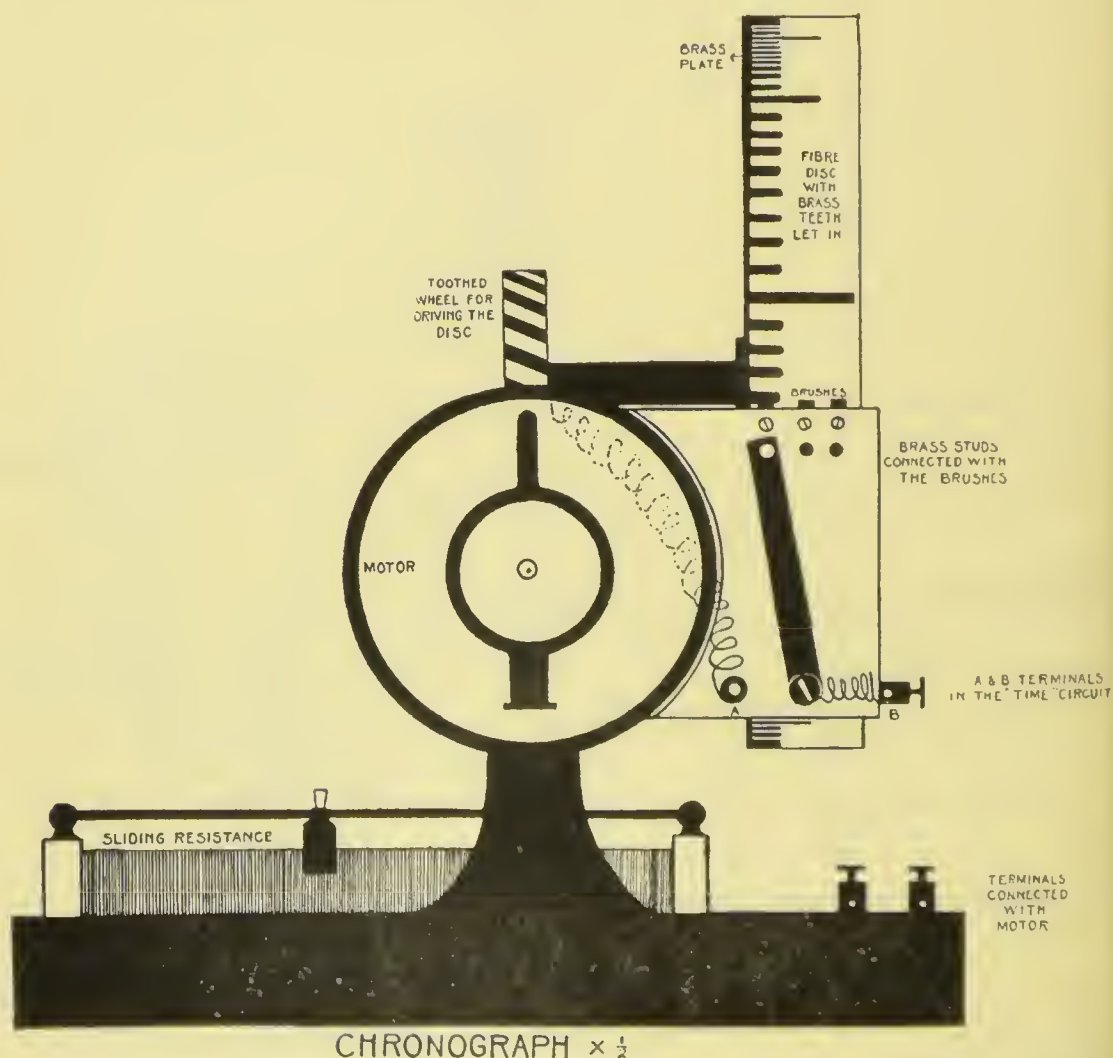 BRASS
PLATE
FIBRE
DISC
WITH
BRASS
TEETH
LET IN
TOOTHED
WHEEL FOR
DRIVING THE
DISC
BRUSHES
BRASS STUDS
CONNECTED WITH
THE BRUSHES
MOTOR
A & B TERMINALS
IN THE "TIME" CIRCUIT
A
B
SLIDING RESISTANCE
TERMINALS
CONNECTED
WITH
MOTOR
CHRONOGRAPH × ½